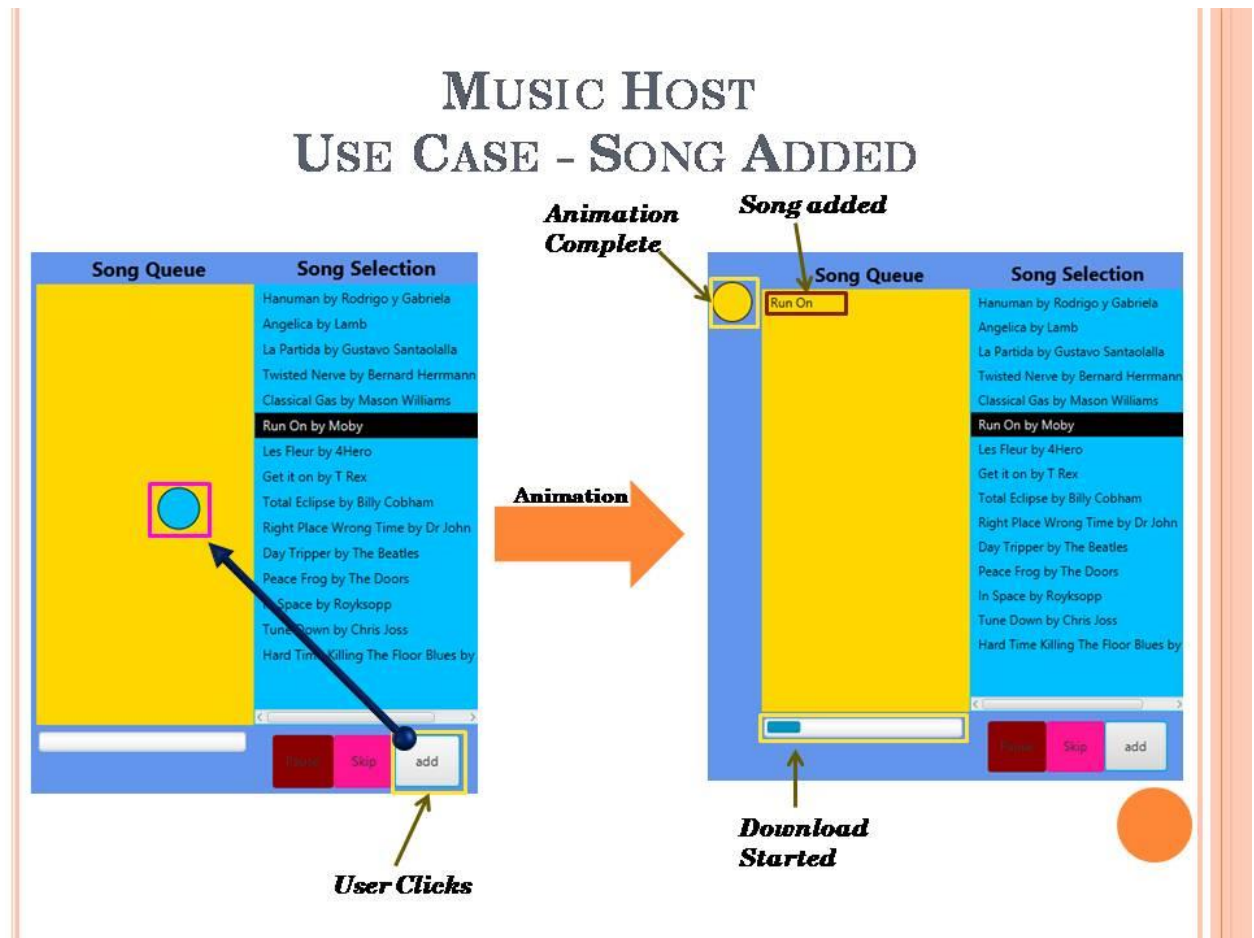 MUSIC HOST
USE CASE - SONG ADDED
Animation
Complete
Song added
Song Queue
Song Selection
Hanuman by Rodrigo y Gabriela
Angelica by Lamb
La Partida by Gustavo Santaolalla
Twisted Nerve by Bernard Herrmann
Classical Gas by Mason Williams
Run On by Moby
Les Fleur by 4Hero
Get it on by T Rex
Total Eclipse by Billy Cobham
Right Place Wrong Time by Dr John
Day Tripper by The Beatles
Peace Frog by The Doors
In Space by Royksopp
Tune Down by Chris Joss
Hard Time Killing The Floor Blues by
Pause
Skip
add
User Clicks
Animation
Song Queue
Song Selection
Run On
Hanuman by Rodrigo y Gabriela
Angelica by Lamb
La Partida by Gustavo Santaolalla
Twisted Nerve by Bernard Herrmann
Classical Gas by Mason Williams
Run On by Moby
Les Fleur by 4Hero
Get it on by T Rex
Total Eclipse by Billy Cobham
Right Place Wrong Time by Dr John
Day Tripper by The Beatles
Peace Frog by The Doors
In Space by Royksopp
Tune Down by Chris Joss
Hard Time Killing The Floor Blues by
Pause
Skip
add
Download
Started